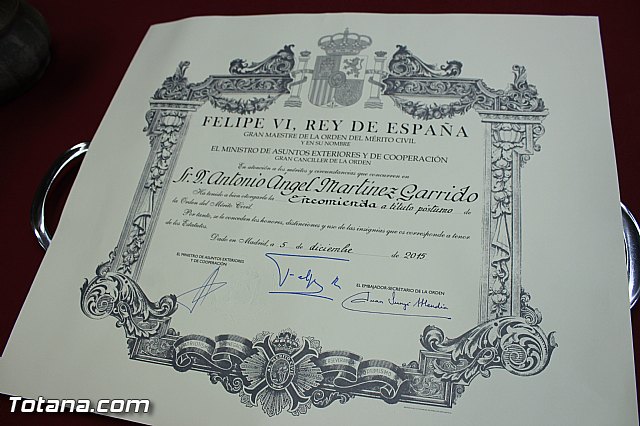 FELIPE VI, REY DE ESPAÑA
GRAN MAESTRE DE LA ORDEN DEL MÉRITO CIVIL
Y EN SU NOMBRE
EL MINISTRO DE ASUNTOS EXTERIORES Y DE COOPERACIÓN
GRAN CANCILLER DE LA ORDEN
En atención a los méritos y circunstancias que concurren en
Sr. D. Antonio Angel Martínez Garrido
Ha tenido a bien otorgarle la Encomienda a título póstumo de
la Orden del Mérito Civil.
Por tanto, se le conceden los honores, distinciones y uso de las insignias que os corresponde a tenor
de los Estatutos.
Dado en Madrid, a 5 de diciembre de 2015
EL MINISTRO DE ASUNTOS EXTERIORES
Y DE COOPERACIÓN
EL EMBAJADOR-SECRETARIO DE LA ORDEN
Totana.com